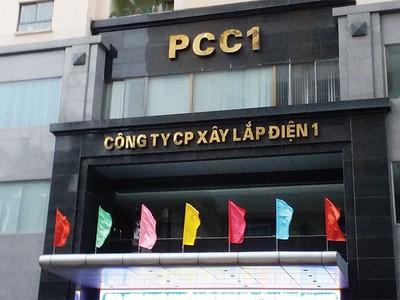 PCC1
CÔNG TY CP XÂY LẮP ĐIỆN 1